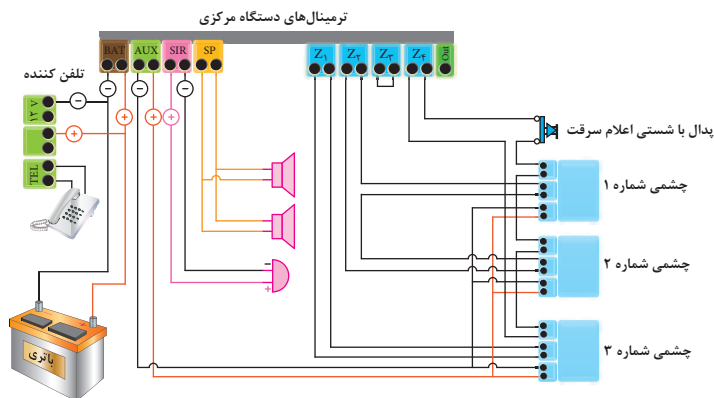 ترمینال‌های دستگاه مرکزی
BAT AUX SIR SP Z۱ Z۲ Z۳ Z۴ Out
تلفن کننده
۱۲ v
TEL
باتری
پدال با شستی اعلام سرقت
چشمی شماره ۱
چشمی شماره ۲
چشمی شماره ۳